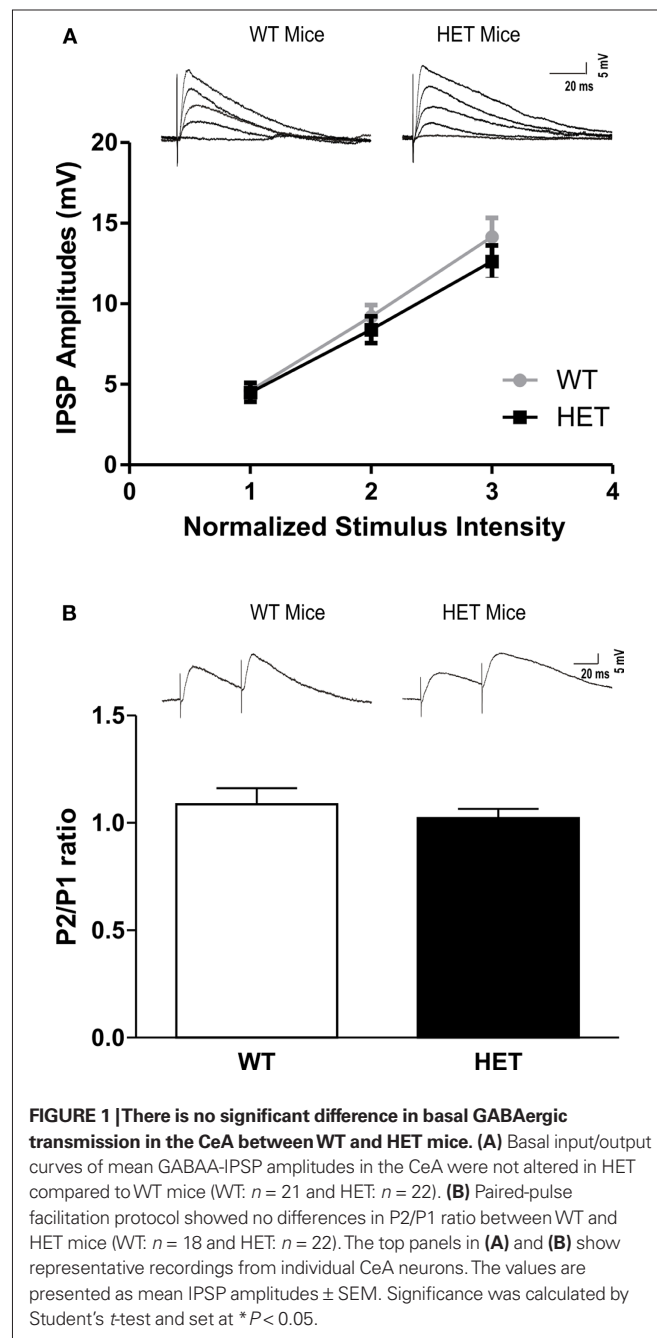 A
WT Mice
HET Mice
20 ms
5 mV
20
15
10
5
0
IPSP Amplitudes (mV)
WT
HET
0 1 2 3 4
Normalized Stimulus Intensity
B
WT Mice
HET Mice
20 ms
5 mV
1.5
1.0
0.5
0.0
P2/P1 ratio
WT HET
FIGURE 1 | There is no significant difference in basal GABAergic
transmission in the CeA between WT and HET mice. (A) Basal input/output
curves of mean GABAA-IPSP amplitudes in the CeA were not altered in HET
compared to WT mice (WT: n = 21 and HET: n = 22). (B) Paired-pulse
facilitation protocol showed no differences in P2/P1 ratio between WT and
HET mice (WT: n = 18 and HET: n = 22). The top panels in (A) and (B) show
representative recordings from individual CeA neurons. The values are
presented as mean IPSP amplitudes ± SEM. Significance was calculated by
Student's t-test and set at *P < 0.05.